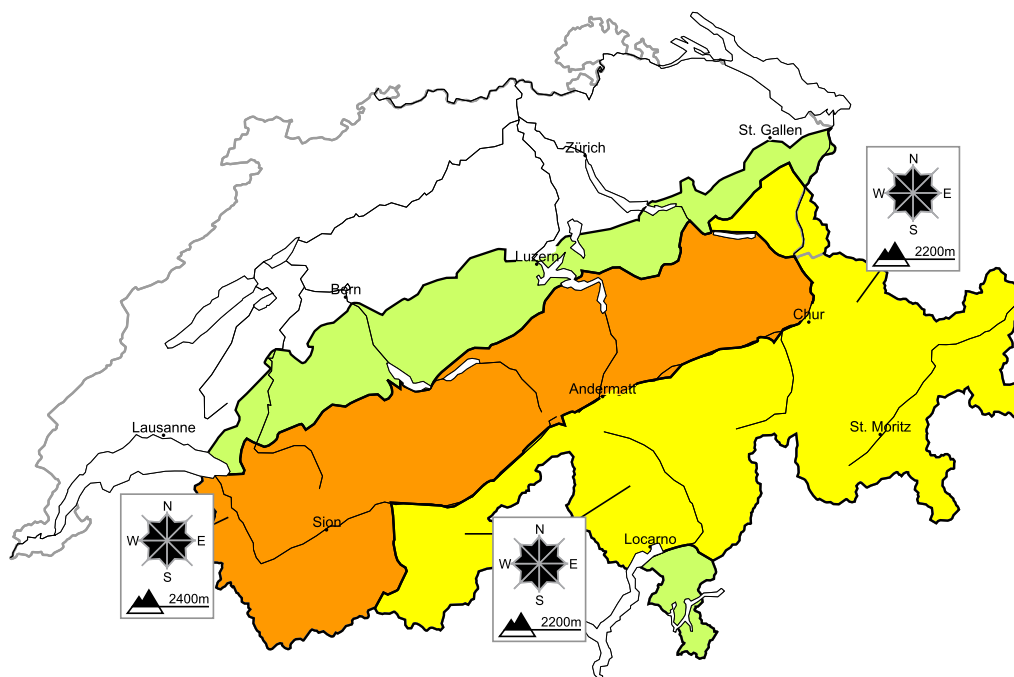 St. Gallen
Zürich
N
W E
S
2200m
Luzern
Bern
Chur
Andermatt
Lausanne
St. Moritz
N
W E
S
2400m
Sion
N
W E
S
2200m
Locarno